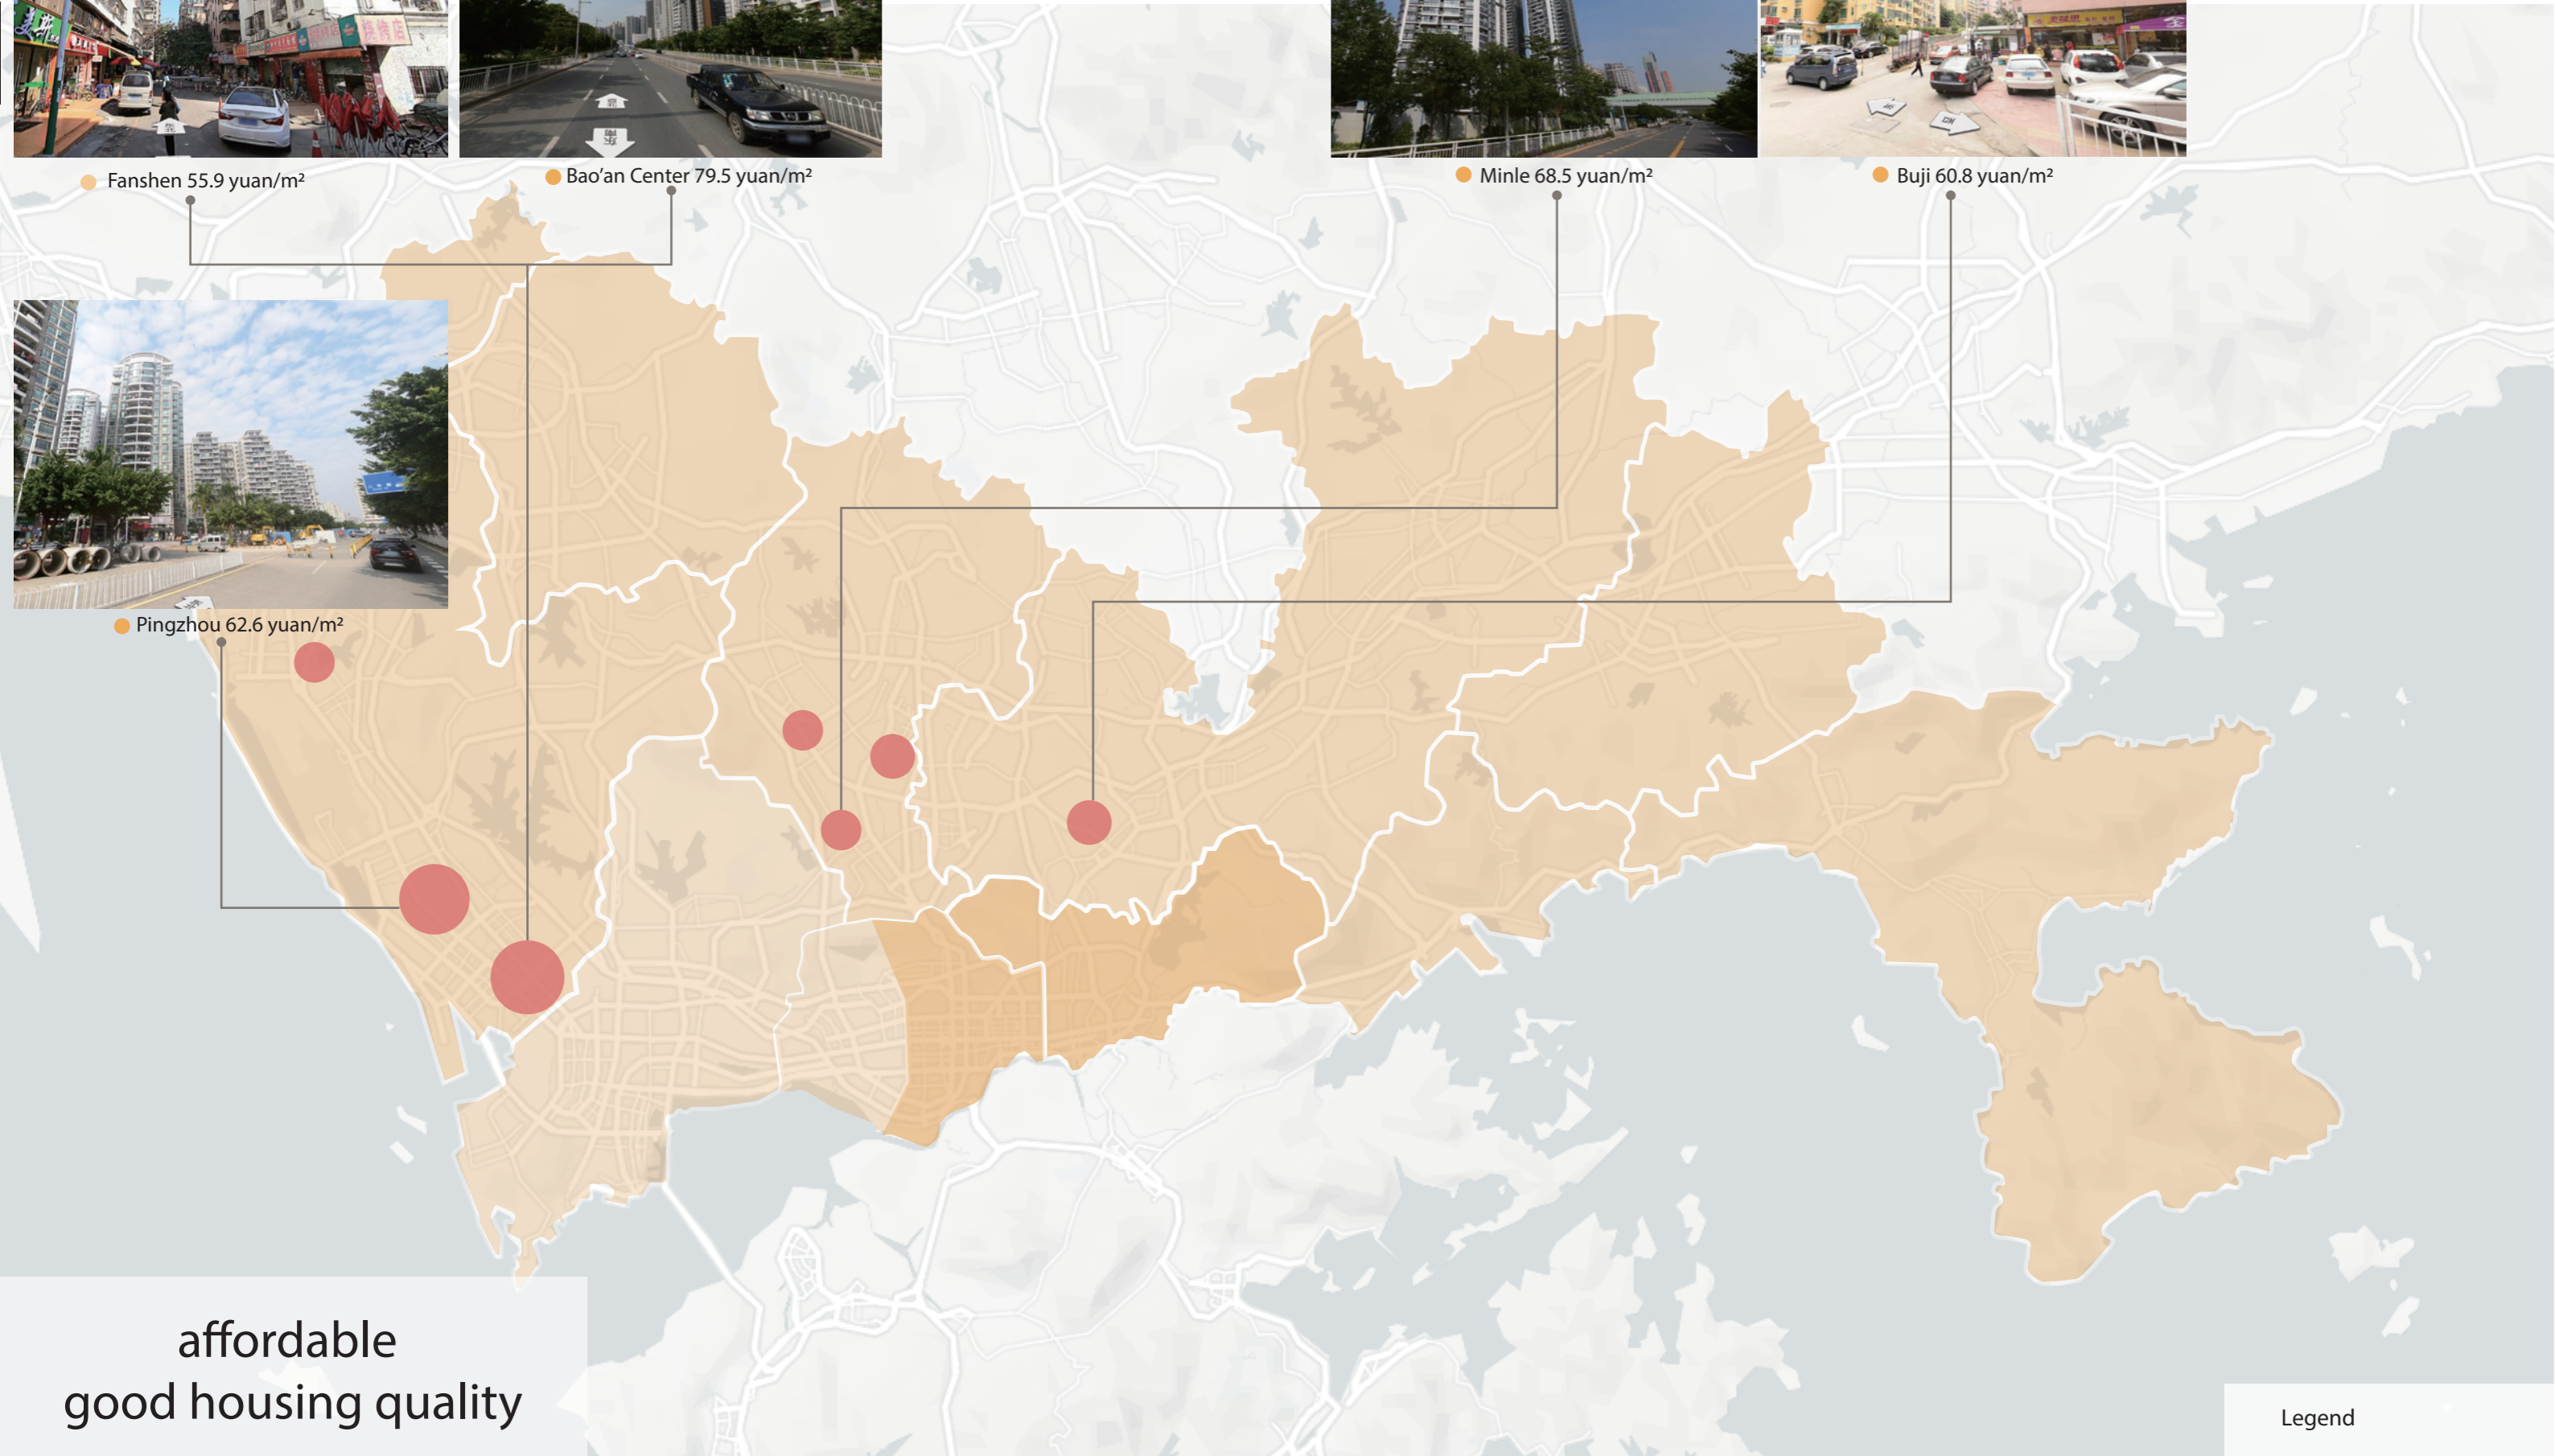 Fanshen 55.9 yuan/m²
Bao’an Center 79.5 yuan/m²
Minle 68.5 yuan/m²
Buji 60.8 yuan/m²
Pingzhou 62.6 yuan/m²
affordable
good housing quality
Legend